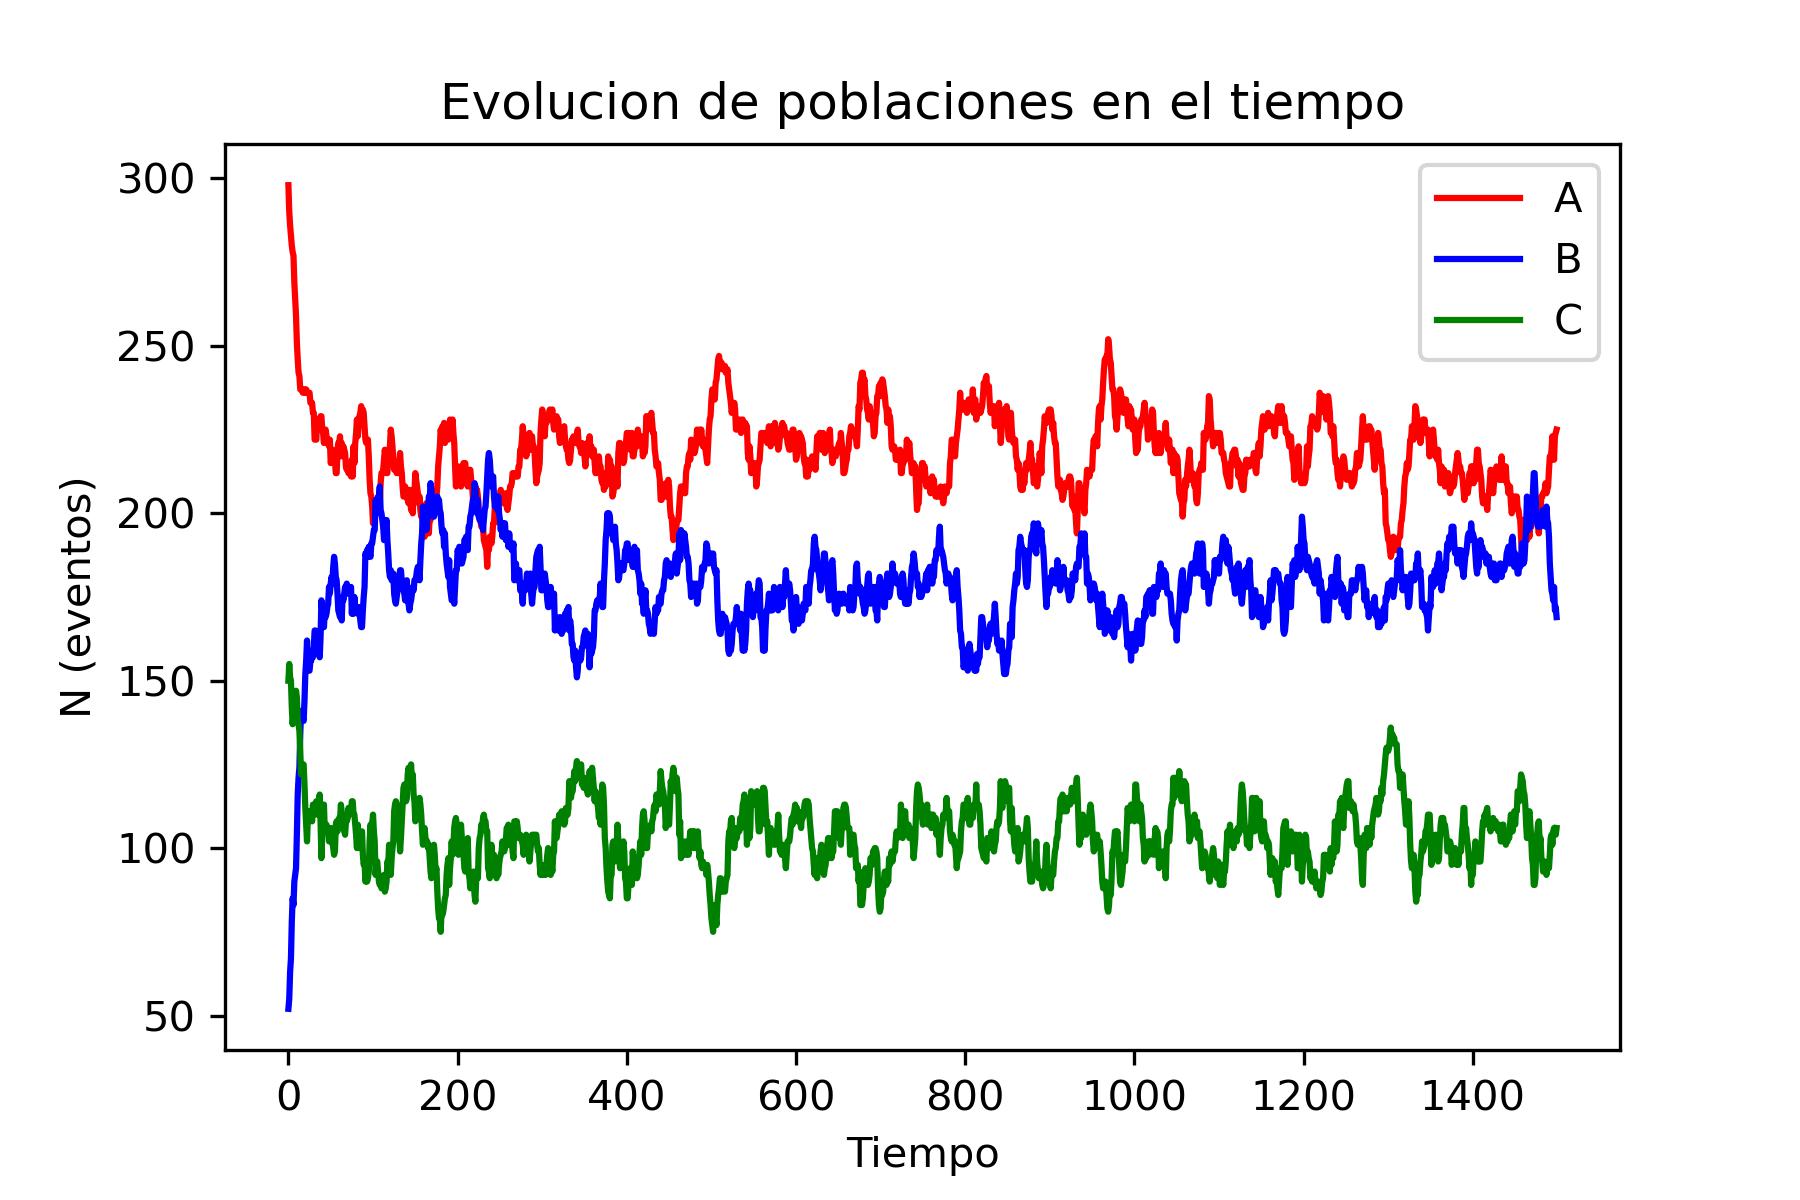 Evolucion de poblaciones en el tiempo
A
B
C
N (eventos)
300
250
200
150
100
50
0 200 400 600 800 1000 1200 1400
Tiempo